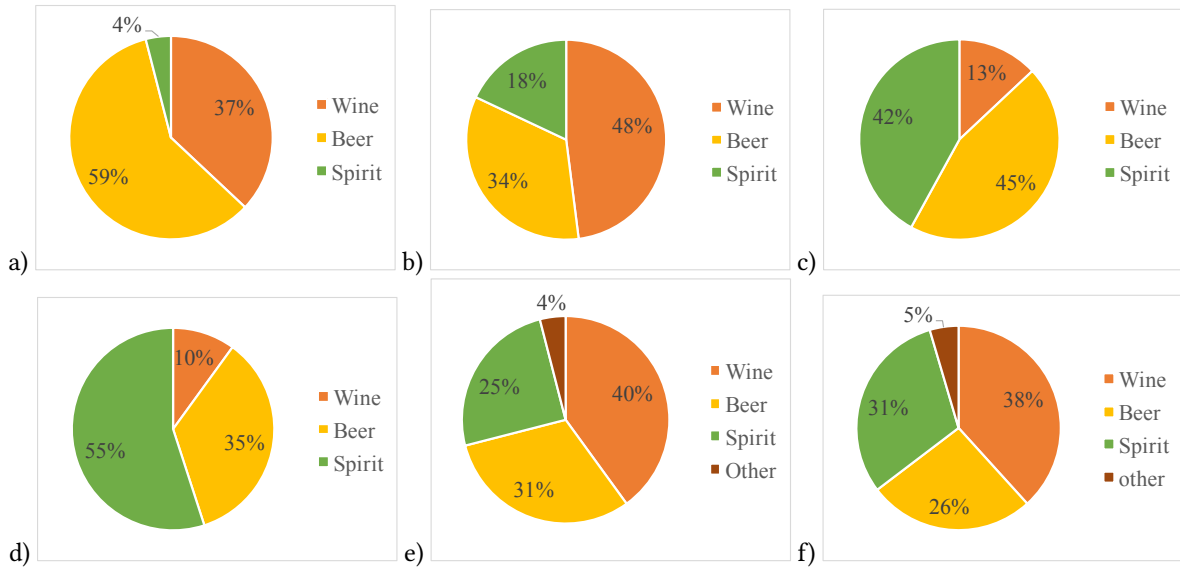 4%
37%
59%
Wine
Beer
Spirit
a)
18%
48%
34%
Wine
Beer
Spirit
b)
13%
42%
45%
Wine
Beer
Spirit
c)
10%
55%
35%
Wine
Beer
Spirit
d)
4%
40%
25%
31%
Wine
Beer
Spirit
Other
e)
5%
38%
31%
26%
Wine
Beer
Spirit
other
f)